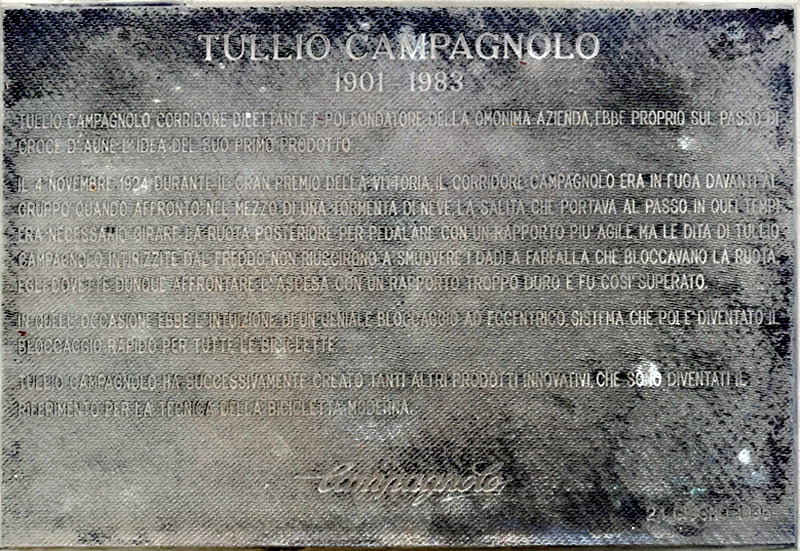 TULLIO CAMPAGNOLO
1901 - 1983
TULLIO CAMPAGNOLO, CORRIDORE DILETTANTE E POI FONDATORE DELLA OMONIMA AZIENDA, EBBE PROPRIO SUL PASSO DI
CROCE D'AUNE L'IDEA DEL SUO PRIMO PRODOTTO.
IL 4 NOVEMBRE 1924, DURANTE IL GRAN PREMIO DELLA VITTORIA, IL CORRIDORE CAMPAGNOLO ERA IN FUGA DAVANTI AL
GRUPPO QUANDO AFFRONTÒ NEL MEZZO DI UNA TORMENTA DI NEVE, LA SALITA CHE PORTAVA AL PASSO. IN QUEI TEMPI
ERA NECESSARIO GIRARE LA RUOTA POSTERIORE PER PEDALARE CON UN RAPPORTO PIU' AGILE, MA LE DITA DI TULLIO
CAMPAGNOLO, INTIRIZZITE DAL FREDDO, NON RIUSCIRONO A SMUOVERE I DADI A FARFALLA CHE BLOCCAVANO LA RUOTA.
EGLI DOVETTE DUNQUE AFFRONTARE L'ASCESA CON UN RAPPORTO TROPPO DURO E FU COSI' SUPERATO.
IN QUELLE OCCASIONE EBBE L'INTUIZIONE DI UN GENIALE BLOCCAGGIO AD ECCENTRICO, SISTEMA CHE POI E' DIVENTATO IL
BLOCCAGGIO RAPIDO PER TUTTE LE BICICLETTE.
TULLIO CAMPAGNOLO HA SUCCESSIVAMENTE CREATO TANTI ALTRI PRODOTTI INNOVATIVI, CHE SONO DIVENTATI IL
RIFERIMENTO PER LA TECNICA DELLA BICICLETTA MODERNA.
Campagnolo